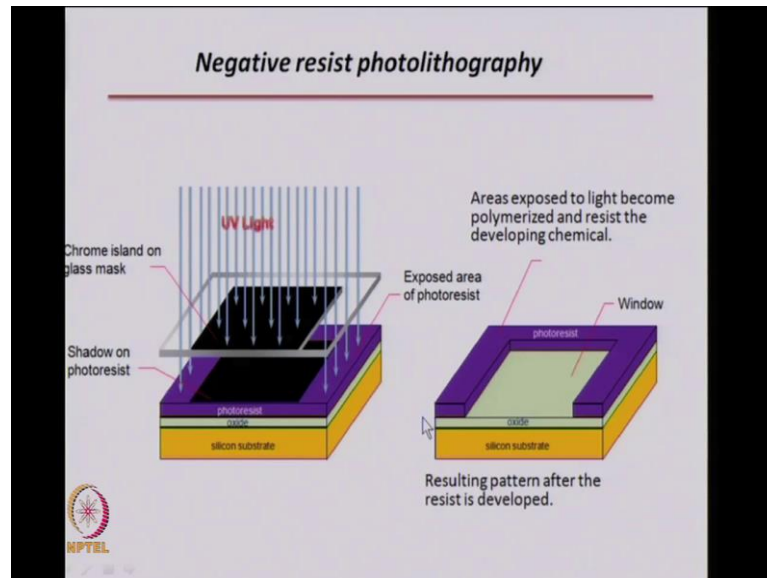 Negative resist photolithography
UV Light
Chrome island on
glass mask
Shadow on
photoresist
Exposed area
of photoresist
photoresist
oxide
silicon substrate
Areas exposed to light become
polymerized and resist the
developing chemical.
Window
photoresist
oxide
silicon substrate
Resulting pattern after the
resist is developed.
NPTEL